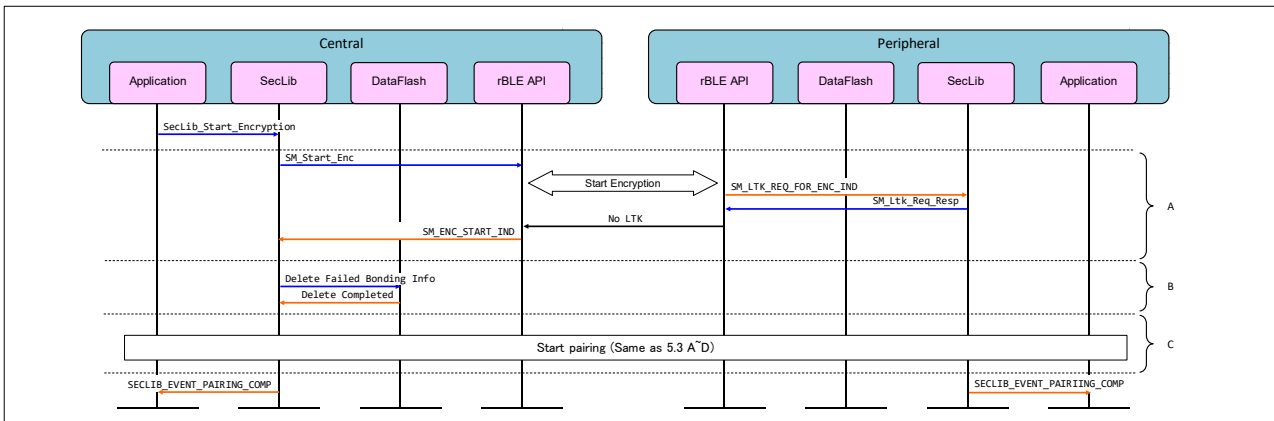 Central
Peripheral
Application
SecLib
DataFlash
rBLE API
rBLE API
DataFlash
SecLib
Application
SecLib_Start_Encryption
SM_Start_Enc
Start Encryption
SM_LTK_REQ_FOR_ENC_IND
SM_Ltk_Req_Resp
A
No LTK
SM_ENC_START_IND
Delete Failed Bonding Info
B
Delete Completed
C
Start pairing (Same as 5.3 A~D)
SECLIB_EVENT_PAIRING_COMP
SECLIB_EVENT_PAIRIING_COMP